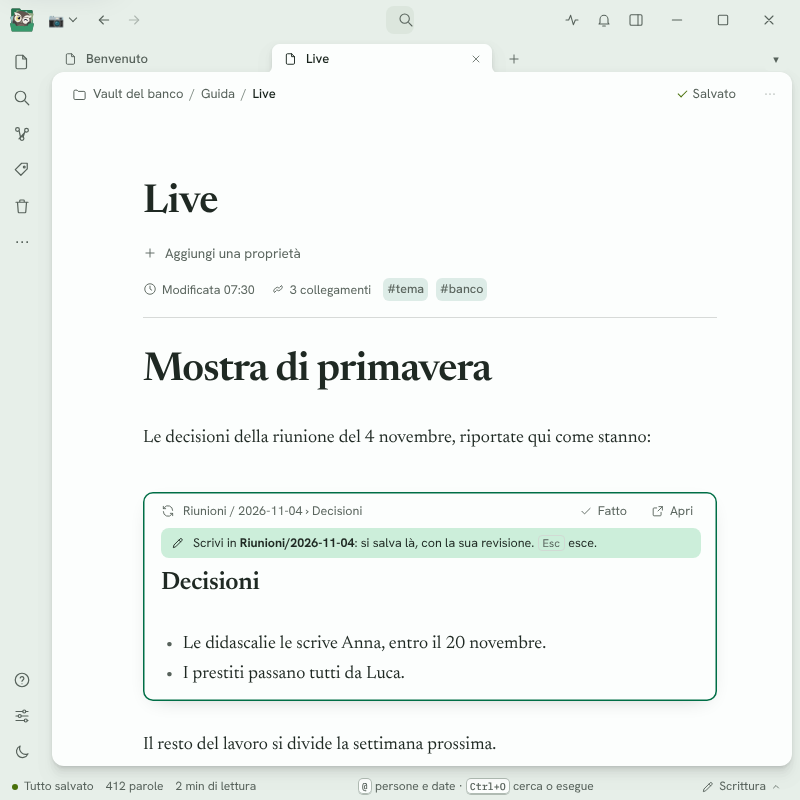 Benvenuto
Live
Vault del banco / Guida / Live
Salvato
Live
Aggiungi una proprietà
Modificata 07:30 3 collegamenti #tema #banco
Mostra di primavera
Le decisioni della riunione del 4 novembre, riportate qui come stanno:
Riunioni / 2026-11-04 › Decisioni
Fatto
Apri
Scrivi in Riunioni/2026-11-04: si salva là, con la sua revisione. Esc esce.
Decisioni
• Le didascalie le scrive Anna, entro il 20 novembre.
• I prestiti passano tutti da Luca.
Il resto del lavoro si divide la settimana prossima.
Tutto salvato 412 parole 2 min di lettura
@ persone e date · Ctrl+O cerca o esegue
Scrittura